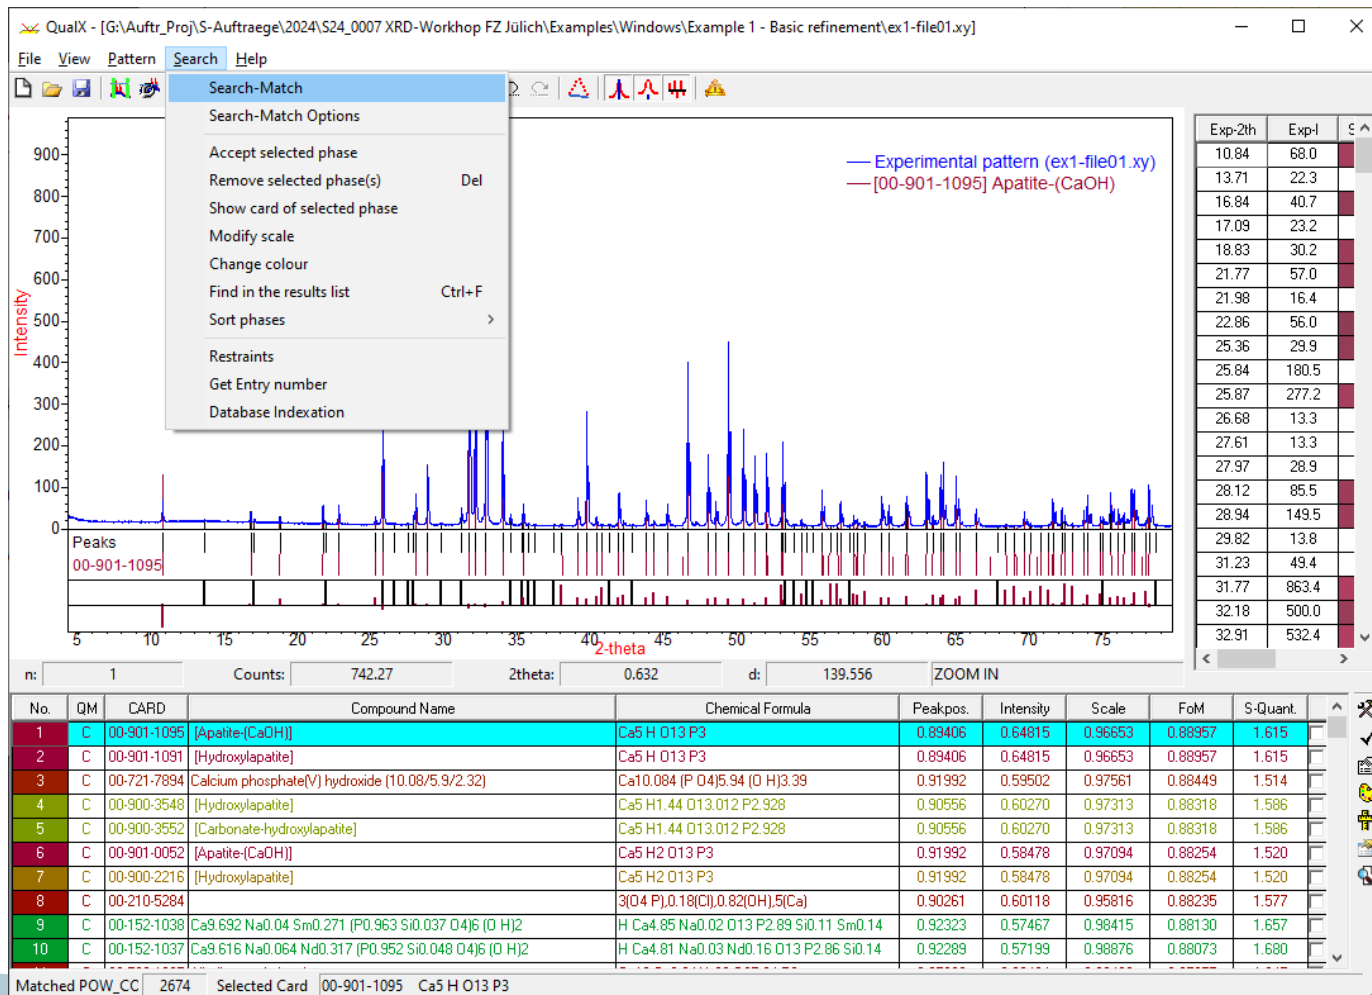 QualX - [G:\Auftr_Proj\S-Auftraege\2024\S24_0007 XRD-Workhop FZ Jülich\Examples\Windows\Example 1 - Basic refinement\ex1-file01.xy]
File View Pattern Search Help
Search-Match
Search-Match Options
Accept selected phase
Remove selected phase(s) Del
Show card of selected phase
Modify scale
Change colour
Find in the results list Ctrl+F
Sort phases
Restraints
Get Entry number
Database Indexation
Experimental pattern (ex1-file01.xy)
[00-901-1095] Apatite-(CaOH)
Intensity
900
800
700
600
500
400
300
200
100
0
Peaks
00-901-1095
5 10 15 20 25 30 35 40 45 50 55 60 65 70 75
2-theta
Exp-2th Exp-I
10.84 68.0
13.71 22.3
16.84 40.7
17.09 23.2
18.83 30.2
21.77 57.0
21.98 16.4
22.86 56.0
25.36 29.9
25.84 180.5
25.87 277.2
26.68 13.3
27.61 13.3
27.97 28.9
28.12 85.5
28.94 149.5
29.82 13.8
31.23 49.4
31.77 863.4
32.18 500.0
32.91 532.4
n: 1 Counts: 742.27 2theta: 0.632 d: 139.556 ZOOM IN
No. QM CARD Compound Name Chemical Formula Peakpos. Intensity Scale FoM S-Quant.
1 C 00-901-1095 [Apatite-(CaOH)] Ca5 H O13 P3 0.89406 0.64815 0.96653 0.88957 1.615
2 C 00-901-1091 [Hydroxylapatite] Ca5 H O13 P3 0.89406 0.64815 0.96653 0.88957 1.615
3 C 00-721-7894 Calcium phosphate(V) hydroxide (10.08/5.9/2.32) Ca10.084 (P O4)5.94 (O H)3.39 0.91992 0.59502 0.97561 0.88449 1.514
4 C 00-900-3548 [Hydroxylapatite] Ca5 H1.44 O13.012 P2.928 0.90556 0.60270 0.97313 0.88318 1.586
5 C 00-900-3552 [Carbonate-hydroxylapatite] Ca5 H1.44 O13.012 P2.928 0.90556 0.60270 0.97313 0.88318 1.586
6 C 00-901-0052 [Apatite-(CaOH)] Ca5 H2 O13 P3 0.91992 0.58478 0.97094 0.88254 1.520
7 C 00-900-2216 [Hydroxylapatite] Ca5 H2 O13 P3 0.91992 0.58478 0.97094 0.88254 1.520
8 C 00-210-5284 3(O4 P),0.18(Cl),0.82(OH),5(Ca) 0.90261 0.60118 0.95816 0.88235 1.577
9 C 00-152-1038 Ca9.692 Na0.04 Sm0.271 (P0.963 Si0.037 O4)6 (O H)2 H Ca4.85 Na0.02 O13 P2.89 Si0.11 Sm0.14 0.92323 0.57467 0.98415 0.88130 1.657
10 C 00-152-1037 Ca9.616 Na0.064 Nd0.317 (P0.952 Si0.048 O4)6 (O H)2 H Ca4.81 Na0.03 Nd0.16 O13 P2.86 Si0.14 0.92289 0.57199 0.98876 0.88073 1.680
Matched POW_CC 2674 Selected Card 00-901-1095 Ca5 H O13 P3